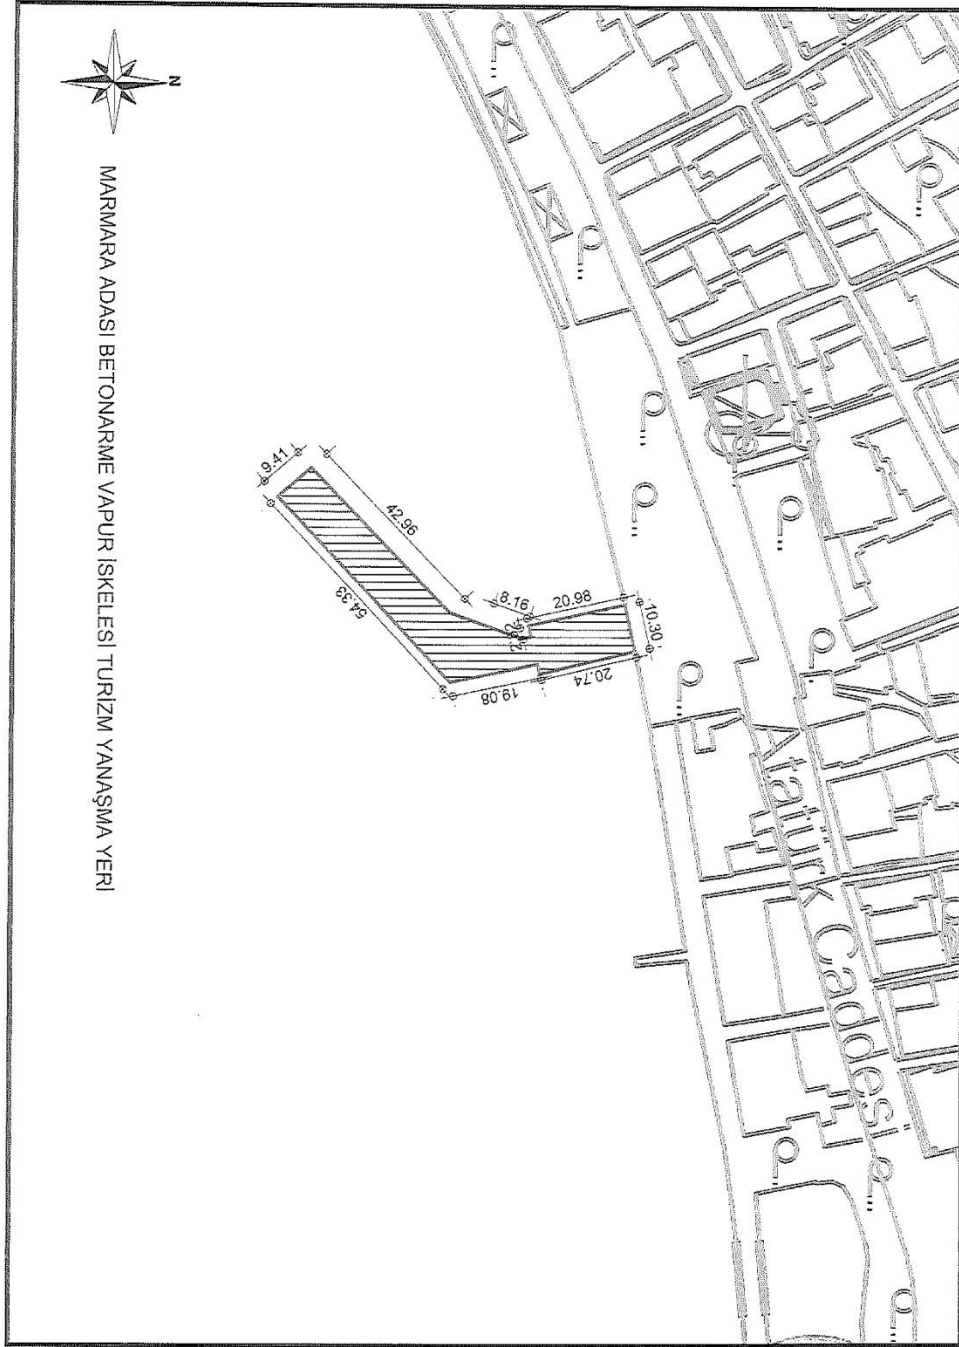 N
MARMARA ADASI BETONARME VAPUR İSKELESİ TURİZM YANAŞMA YERİ
9.41
42.96
54.33
8.16
20.98
10.30
20.74
19.08
Atatürk Caddesi